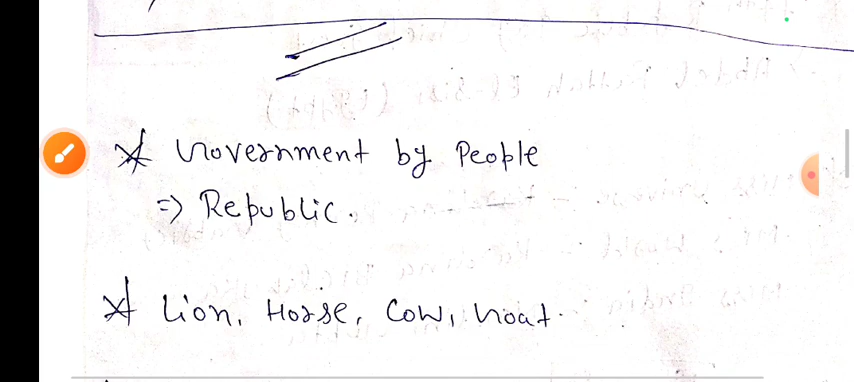 * Government by People
=> Republic.
* Lion, Horse, Cow, Goat.